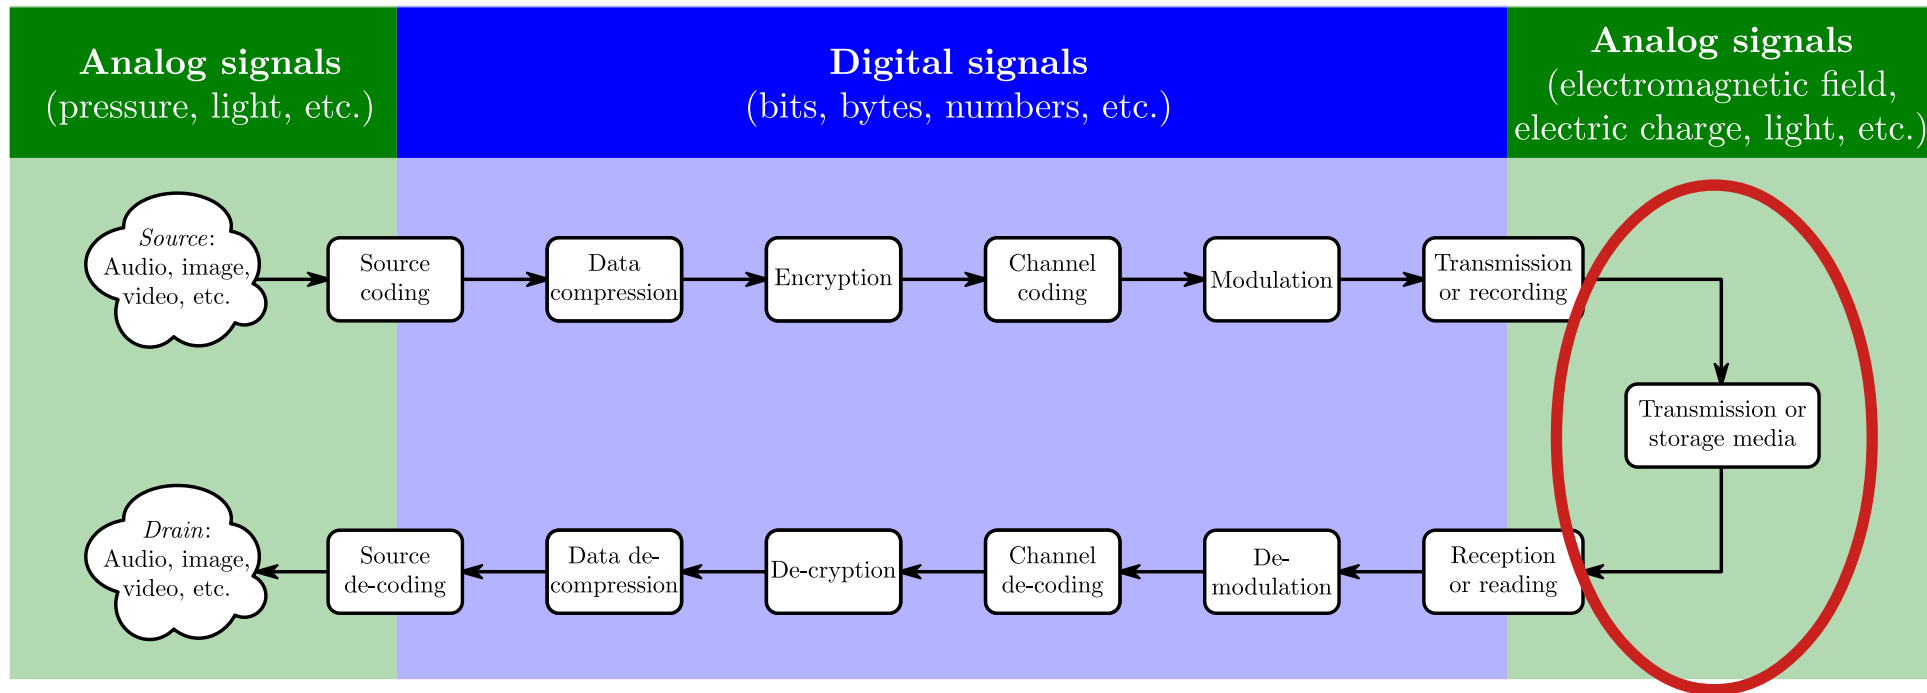 Analog signals
(pressure, light, etc.)
Digital signals
(bits, bytes, numbers, etc.)
Analog signals
(electromagnetic field,
electric charge, light, etc.)
Source:
Audio, image,
video, etc.
Source
coding
Data
compression
Encryption
Channel
coding
Modulation
Transmission
or recording
Transmission or
storage media
Reception
or reading
De-
modulation
Channel
de-coding
De-cryption
Data de-
compression
Source
de-coding
Drain:
Audio, image,
video, etc.